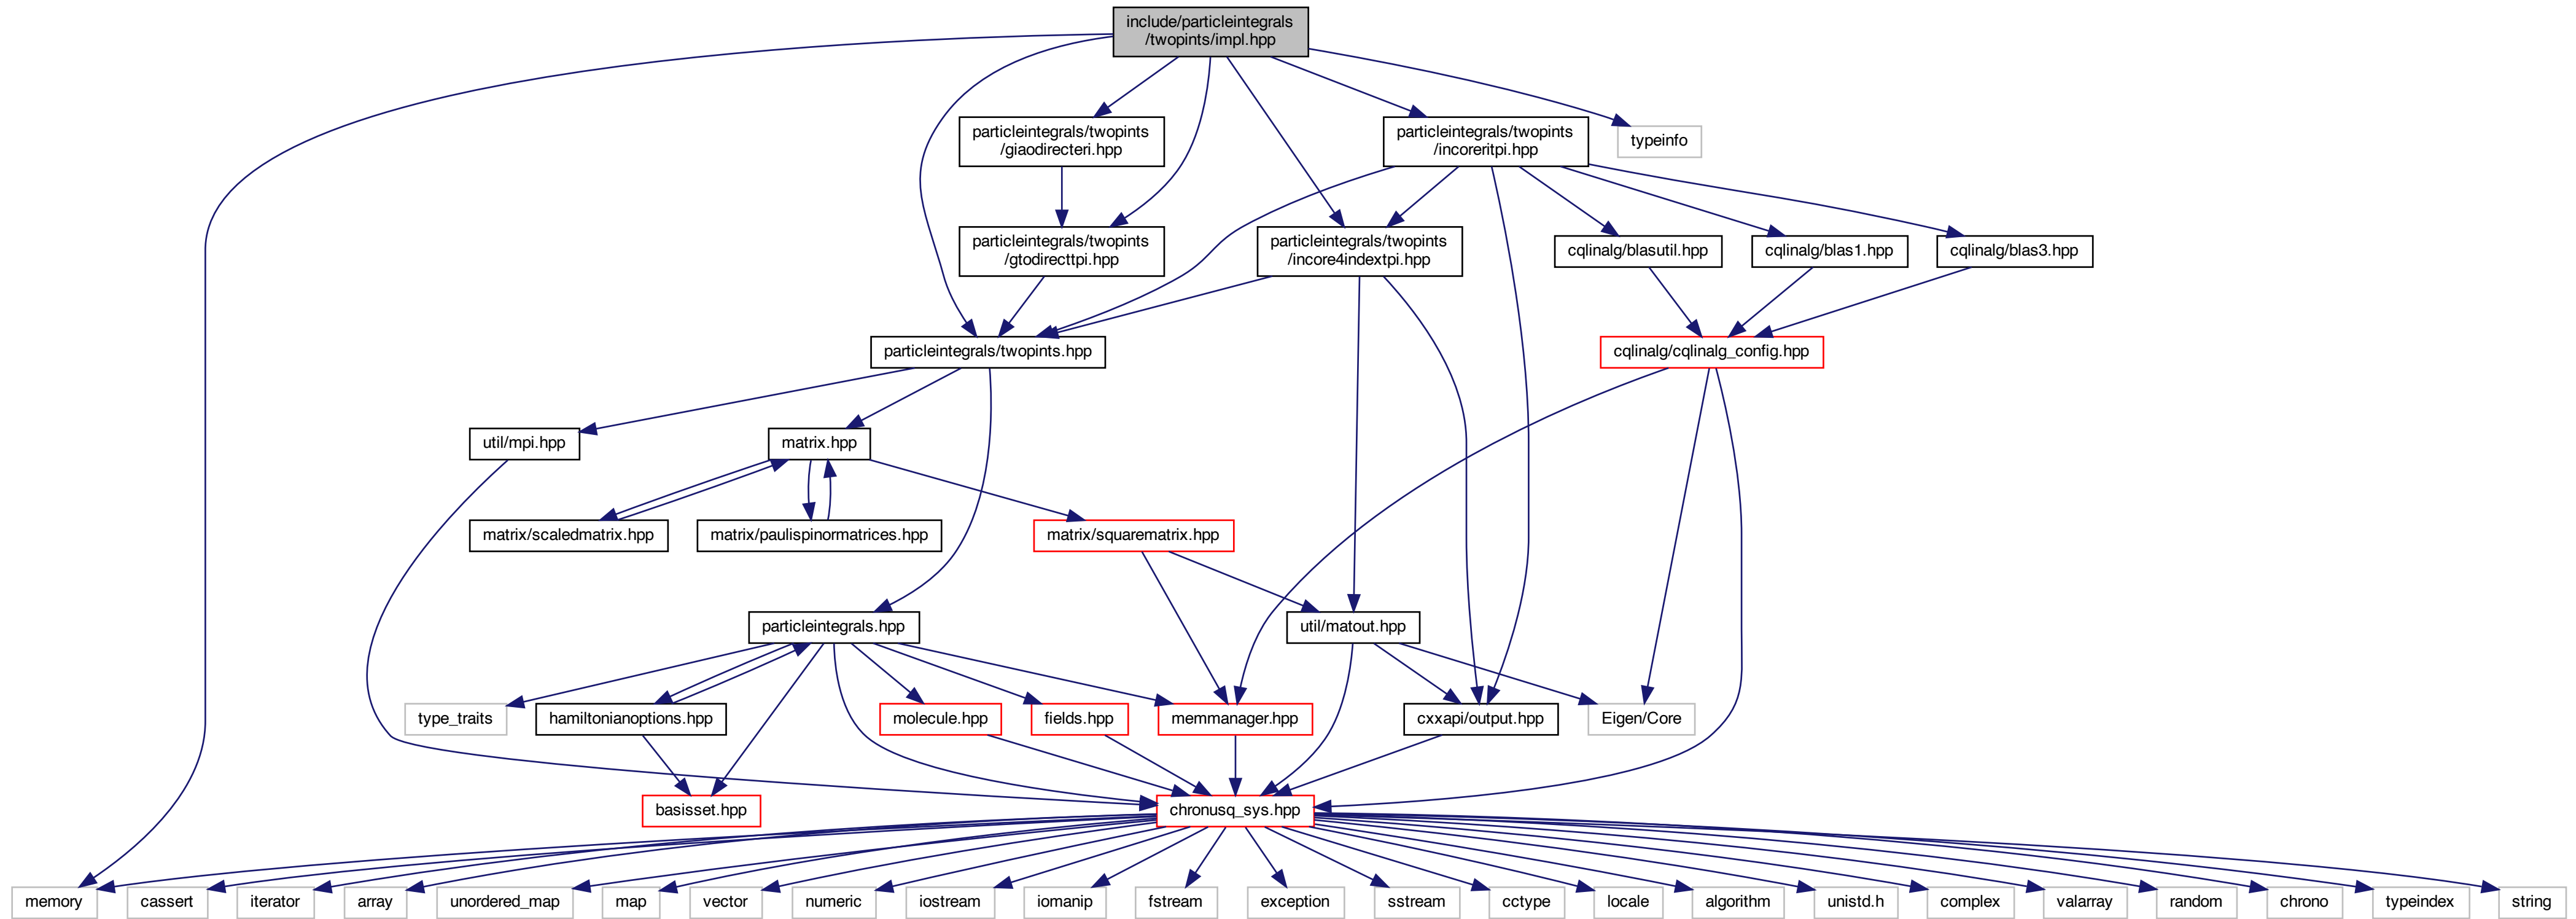 include/particleintegrals
/twopints/impl.hpp
particleintegrals/twopints
/giaodirecteri.hpp
particleintegrals/twopints
/incoreritpi.hpp
typeinfo
particleintegrals/twopints
/gtodirecttpi.hpp
particleintegrals/twopints
/incore4indextpi.hpp
cqlinalg/blasutil.hpp
cqlinalg/blas1.hpp
cqlinalg/blas3.hpp
particleintegrals/twopints.hpp
cqlinalg/cqlinalg_config.hpp
util/mpi.hpp
matrix.hpp
matrix/scaledmatrix.hpp
matrix/paulispinormatrices.hpp
matrix/squarematrix.hpp
particleintegrals.hpp
util/matout.hpp
type_traits
hamiltonianoptions.hpp
molecule.hpp
fields.hpp
memmanager.hpp
cxxapi/output.hpp
Eigen/Core
basisset.hpp
chronusq_sys.hpp
memory
cassert
iterator
array
unordered_map
map
vector
numeric
iostream
iomanip
fstream
exception
sstream
cctype
locale
algorithm
unistd.h
complex
valarray
random
chrono
typeindex
string